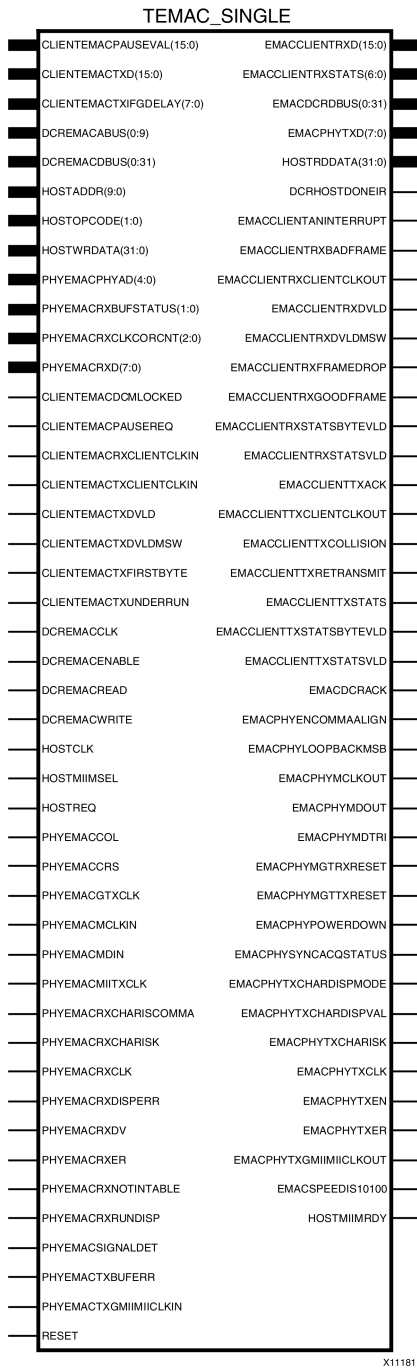 TEMAC_SINGLE
CLIENTEMACPAUSEVAL(15:0) EMACCLIENTRXD(15:0)
CLIENTEMACTXD(15:0) EMACCLIENTRXSTATS(6:0)
CLIENTEMACTXIFGDELAY(7:0) EMACDCRDBUS(0:31)
DCREMACABUS(0:9) EMACPHYTXD(7:0)
DCREMACDBUS(0:31) HOSTRDDATA(31:0)
HOSTADDR(9:0) DCRHOSTDONEIR
HOSTOPCODE(1:0) EMACCLIENTANINTERRUPT
HOSTWRDATA(31:0) EMACCLIENTRXBADFRAME
PHYEMACPHYAD(4:0) EMACCLIENTRXCLIENTCLKOUT
PHYEMACRXBUFSTATUS(1:0) EMACCLIENTRXDVLD
PHYEMACRXCLKCORCNT(2:0) EMACCLIENTRXDVLDMSW
PHYEMACRXD(7:0) EMACCLIENTRXFRAMEDROP
CLIENTEMACDCMLOCKED EMACCLIENTRXGOODFRAME
CLIENTEMACPAUSEREQ EMACCLIENTRXSTATSBYTEVLD
CLIENTEMACRXCLIENTCLKIN EMACCLIENTRXSTATSVLD
CLIENTEMACTXCLIENTCLKIN EMACCLIENTTXACK
CLIENTEMACTXDVLD EMACCLIENTTXCLIENTCLKOUT
CLIENTEMACTXDVLDMSW EMACCLIENTTXCOLLISION
CLIENTEMACTXFIRSTBYTE EMACCLIENTTXRETRANSMIT
CLIENTEMACTXUNDERRUN EMACCLIENTTXSTATS
DCREMACCLK EMACCLIENTTXSTATSBYTEVLD
DCREMACENABLE EMACCLIENTTXSTATSVLD
DCREMACREAD EMACDCRACK
DCREMACWRITE EMACPHYENCOMMAALIGN
HOSTCLK EMACPHYLOOPBACKMSB
HOSTMIIMSEL EMACPHYMCLKOUT
HOSTREQ EMACPHYMDOUT
PHYEMACCOL EMACPHYMDTRI
PHYEMACCRS EMACPHYMGTRXRESET
PHYEMACGTXCLK EMACPHYMGTTXRESET
PHYEMACMCLKIN EMACPHYPOWERDOWN
PHYEMACMDIN EMACPHYSYNCACQSTATUS
PHYEMACMIITXCLK EMACPHYTXCHARDISPMODE
PHYEMACRXCHARISCOMMA EMACPHYTXCHARDISPVAL
PHYEMACRXCHARISK EMACPHYTXCHARISK
PHYEMACRXCLK EMACPHYTXCLK
PHYEMACRXDISPERR EMACPHYTXEN
PHYEMACRXDV EMACPHYTXER
PHYEMACRXER EMACPHYTXGMIIMIICLKOUT
PHYEMACRXNOTINTABLE EMACSPEEDIS10100
PHYEMACRXRUNDISP HOSTMIIMRDY
PHYEMACSIGNALDET
PHYEMACTXBUFERR
PHYEMACTXGMIIMIICLKIN
RESET
X11181